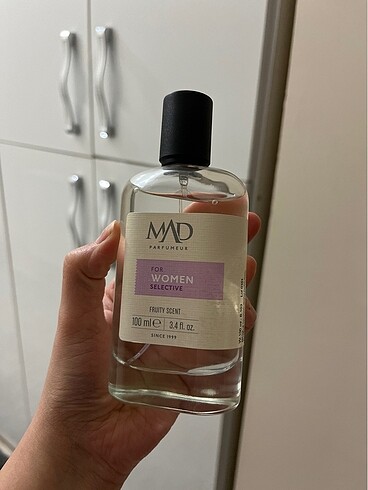 MAD
PARFUMEUR
FOR
WOMEN
SELECTIVE
FRUITY SCENT
100 ml ℮ 3.4 fl. oz.
SINCE 1999